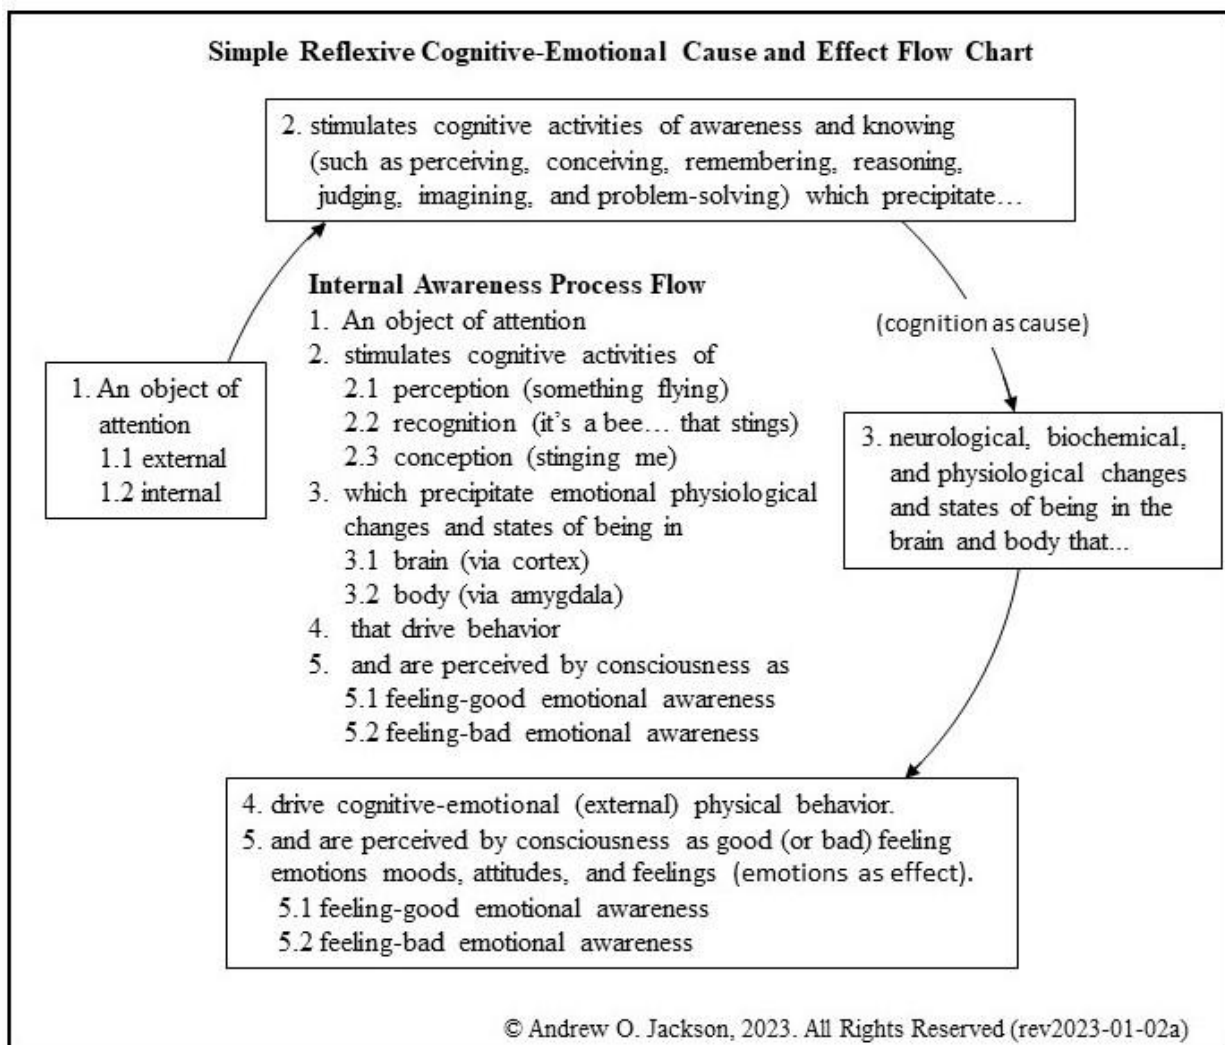 Simple Reflexive Cognitive-Emotional Cause and Effect Flow Chart
2. stimulates cognitive activities of awareness and knowing
(such as perceiving, conceiving, remembering, reasoning,
judging, imagining, and problem-solving) which precipitate...
Internal Awareness Process Flow
1. An object of attention
2. stimulates cognitive activities of
2.1 perception (something flying)
2.2 recognition (it's a bee... that stings)
2.3 conception (stinging me)
3. which precipitate emotional physiological
changes and states of being in
3.1 brain (via cortex)
3.2 body (via amygdala)
4. that drive behavior
5. and are perceived by consciousness as
5.1 feeling-good emotional awareness
5.2 feeling-bad emotional awareness
(cognition as cause)
1. An object of
attention
1.1 external
1.2 internal
3. neurological, biochemical,
and physiological changes
and states of being in the
brain and body that...
4. drive cognitive-emotional (external) physical behavior.
5. and are perceived by consciousness as good (or bad) feeling
emotions moods, attitudes, and feelings (emotions as effect).
5.1 feeling-good emotional awareness
5.2 feeling-bad emotional awareness
© Andrew O. Jackson, 2023. All Rights Reserved (rev2023-01-02a)